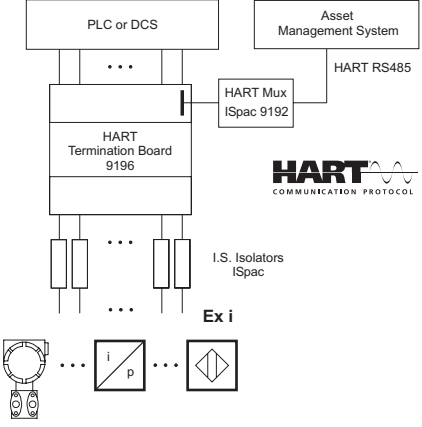 PLC or DCS
Asset
Management System
HART RS485
HART Mux
ISpac 9192
HART
Termination Board
9196
HART
COMMUNICATION PROTOCOL
I.S. Isolators
ISpac
Ex i
i
p